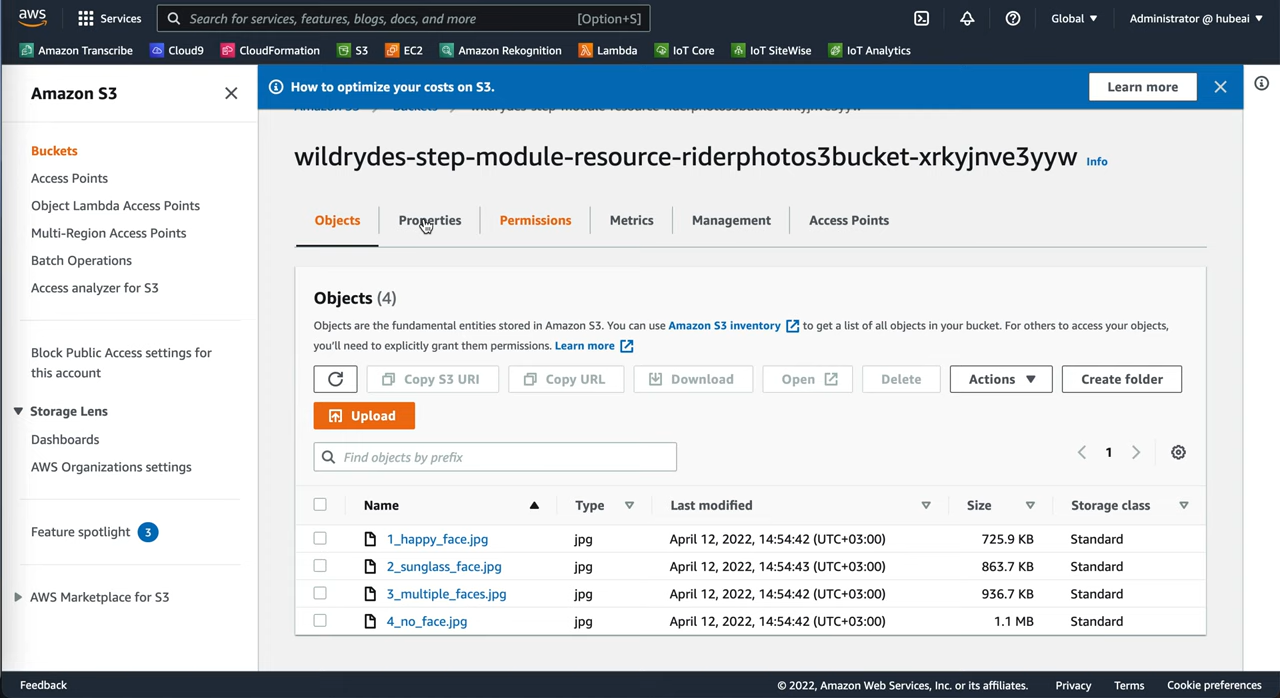 aws
Services
Search for services, features, blogs, docs, and more [Option+S]
Global ▼
Administrator @ hubeai ▼
Amazon Transcribe Cloud9 CloudFormation S3 EC2 Amazon Rekognition Lambda IoT Core IoT SiteWise IoT Analytics
Amazon S3
Buckets
Access Points
Object Lambda Access Points
Multi-Region Access Points
Batch Operations
Access analyzer for S3
Block Public Access settings for
this account
Storage Lens
Dashboards
AWS Organizations settings
Feature spotlight 3
AWS Marketplace for S3
How to optimize your costs on S3.
Learn more
Amazon S3 > Buckets > wildrydes-step-module-resource-riderphotos3bucket-xrkyjnve3yyw
wildrydes-step-module-resource-riderphotos3bucket-xrkyjnve3yyw Info
Objects Properties Permissions Metrics Management Access Points
Objects (4)
Objects are the fundamental entities stored in Amazon S3. You can use Amazon S3 inventory to get a list of all objects in your bucket. For others to access your objects,
you'll need to explicitly grant them permissions. Learn more
Copy S3 URI Copy URL Download Open Delete Actions ▼ Create folder
Upload
Find objects by prefix
1
Name Type Last modified Size Storage class
1_happy_face.jpg jpg April 12, 2022, 14:54:42 (UTC+03:00) 725.9 KB Standard
2_sunglass_face.jpg jpg April 12, 2022, 14:54:43 (UTC+03:00) 863.7 KB Standard
3_multiple_faces.jpg jpg April 12, 2022, 14:54:42 (UTC+03:00) 936.7 KB Standard
4_no_face.jpg jpg April 12, 2022, 14:54:42 (UTC+03:00) 1.1 MB Standard
Feedback
© 2022, Amazon Web Services, Inc. or its affiliates. Privacy Terms Cookie preferences